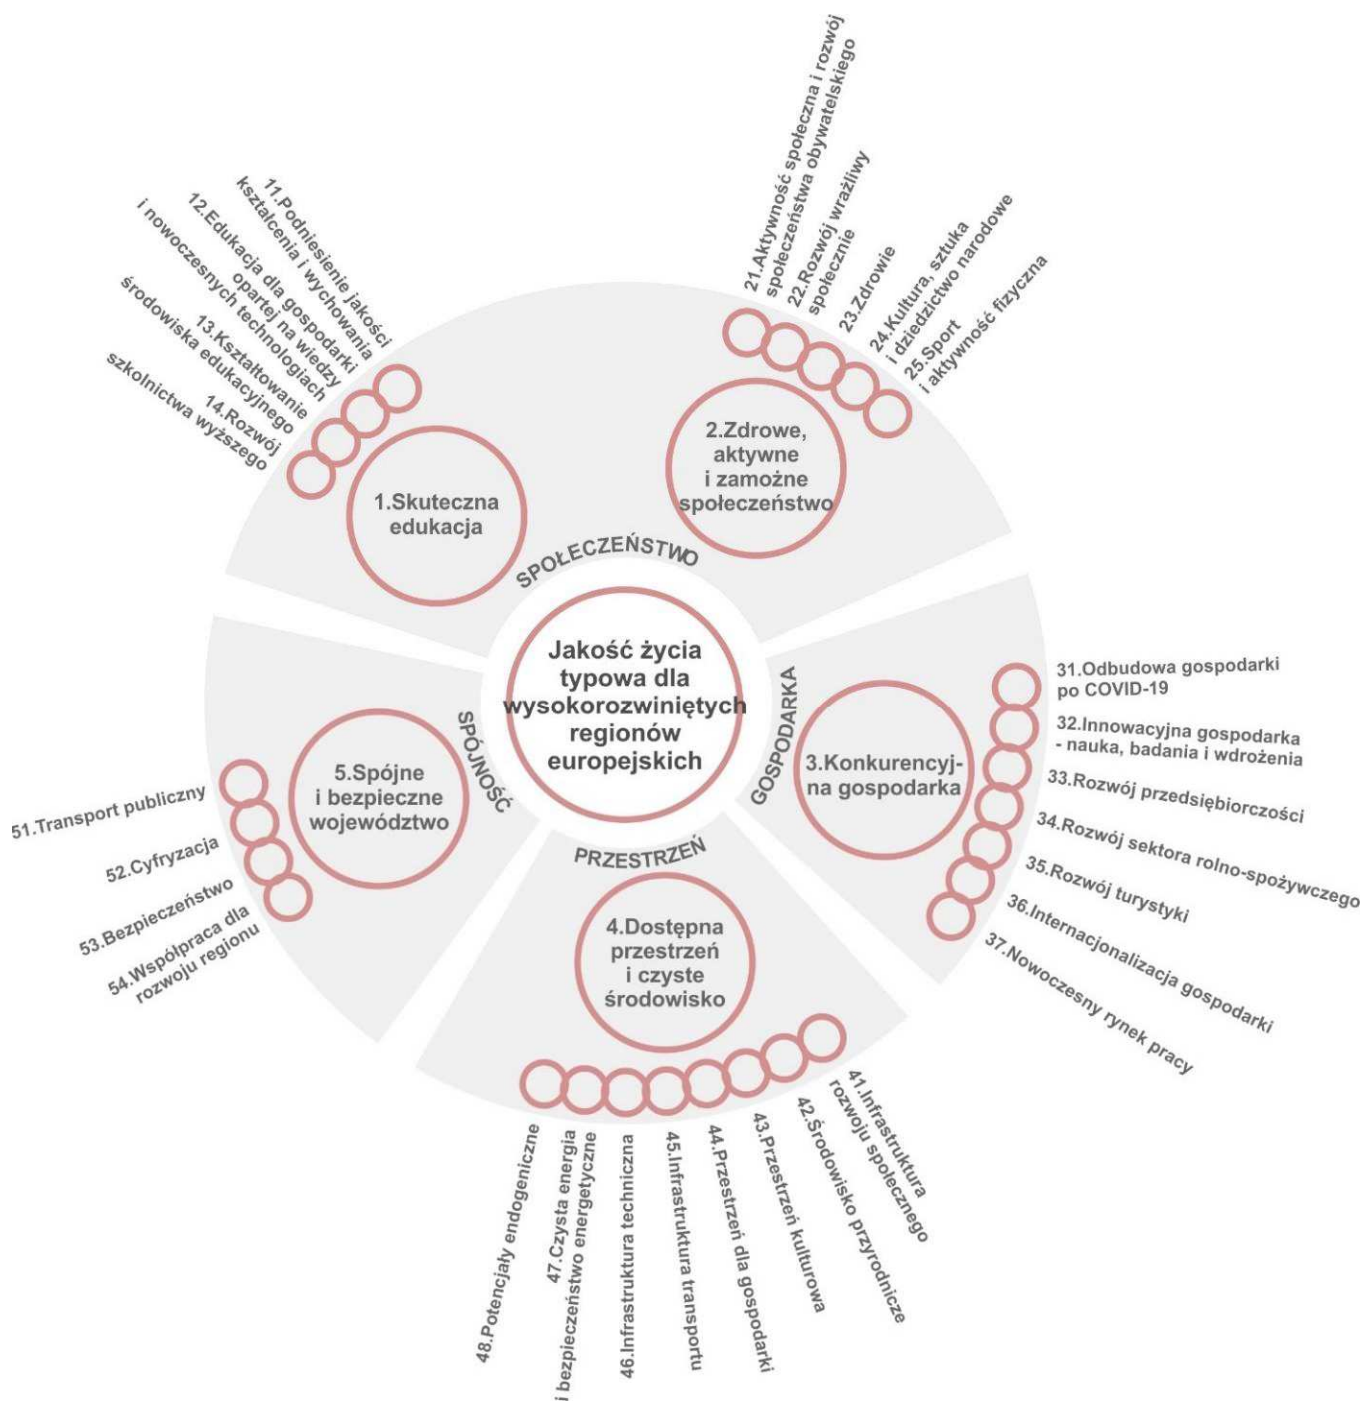 Jakość życia
typowa dla
wysokorozwiniętych
regionów
europejskich
SPOŁECZEŃSTWO
1.Skuteczna
edukacja
11.Podniesienie jakości
kształcenia i wychowania
12.Edukacja dla gospodarki
opartej na wiedzy
i nowoczesnych technologiach
13.Kształtowanie
środowiska edukacyjnego
14.Rozwój
szkolnictwa wyższego
2.Zdrowe,
aktywne
i zamożne
społeczeństwo
21.Aktywność społeczna i rozwój
społeczeństwa obywatelskiego
22.Rozwój wrażliwy
społecznie
23.Zdrowie
24.Kultura, sztuka
i dziedzictwo narodowe
25.Sport
i aktywność fizyczna
GOSPODARKA
3.Konkurencyj-
na gospodarka
31.Odbudowa gospodarki
po COVID-19
32.Innowacyjna gospodarka
- nauka, badania i wdrożenia
33.Rozwój przedsiębiorczości
34.Rozwój sektora rolno-spożywczego
35.Rozwój turystyki
36.Internacjonalizacja gospodarki
37.Nowoczesny rynek pracy
PRZESTRZEŃ
4.Dostępna
przestrzeń
i czyste
środowisko
41.Infrastruktura
rozwoju społecznego
42.Środowisko przyrodnicze
43.Przestrzeń kulturowa
44.Przestrzeń dla gospodarki
45.Infrastruktura transportu
46.Infrastruktura techniczna
47.Czysta energia
i bezpieczeństwo energetyczne
48.Potencjały endogeniczne
SPÓJNOŚĆ
5.Spójne
i bezpieczne
województwo
51.Transport publiczny
52.Cyfryzacja
53.Bezpieczeństwo
54.Współpraca dla
rozwoju regionu